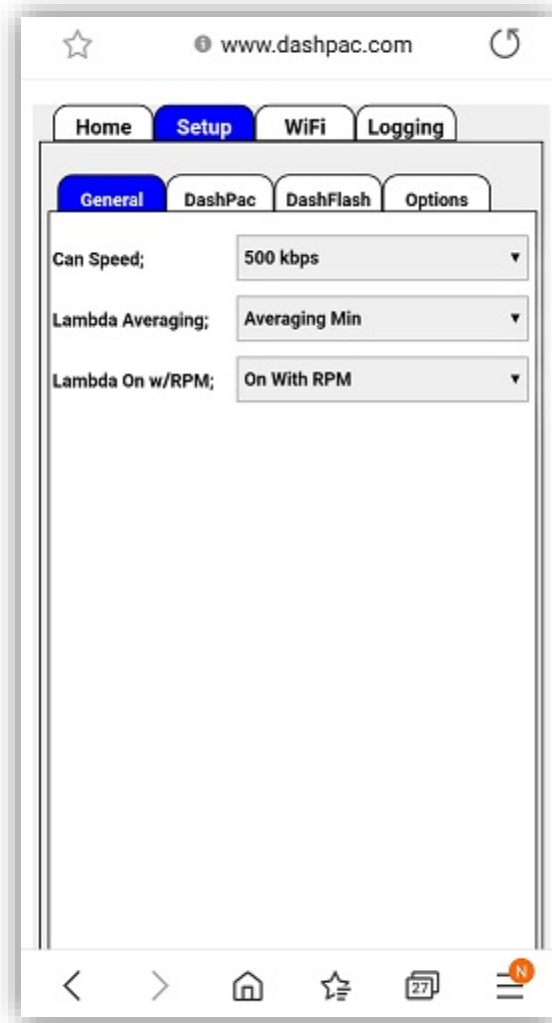 www.dashpac.com
Home Setup WiFi Logging
General DashPac DashFlash Options
Can Speed; 500 kbps
Lambda Averaging; Averaging Min
Lambda On w/RPM; On With RPM
27 N